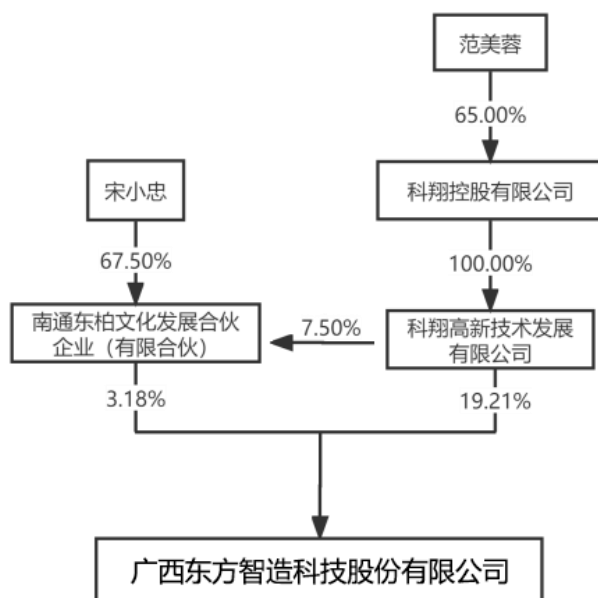 范美蓉
65.00%
宋小忠
科翔控股有限公司
67.50%
100.00%
南通东柏文化发展合伙
企业（有限合伙）
7.50%
科翔高新技术发展
有限公司
3.18%
19.21%
广西东方智造科技股份有限公司